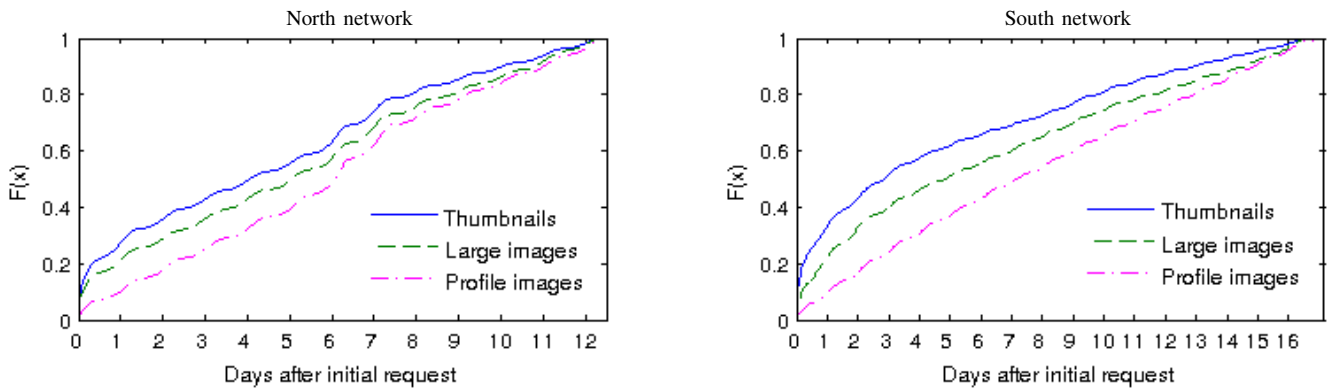 North network
1
0.8
0.6
0.4
0.2
0
F(x)
Thumbnails
Large images
Profile images
0 1 2 3 4 5 6 7 8 9 10 11 12
Days after initial request
South network
1
0.8
0.6
0.4
0.2
0
F(x)
Thumbnails
Large images
Profile images
0 1 2 3 4 5 6 7 8 9 10 11 12 13 14 15 16
Days after initial request